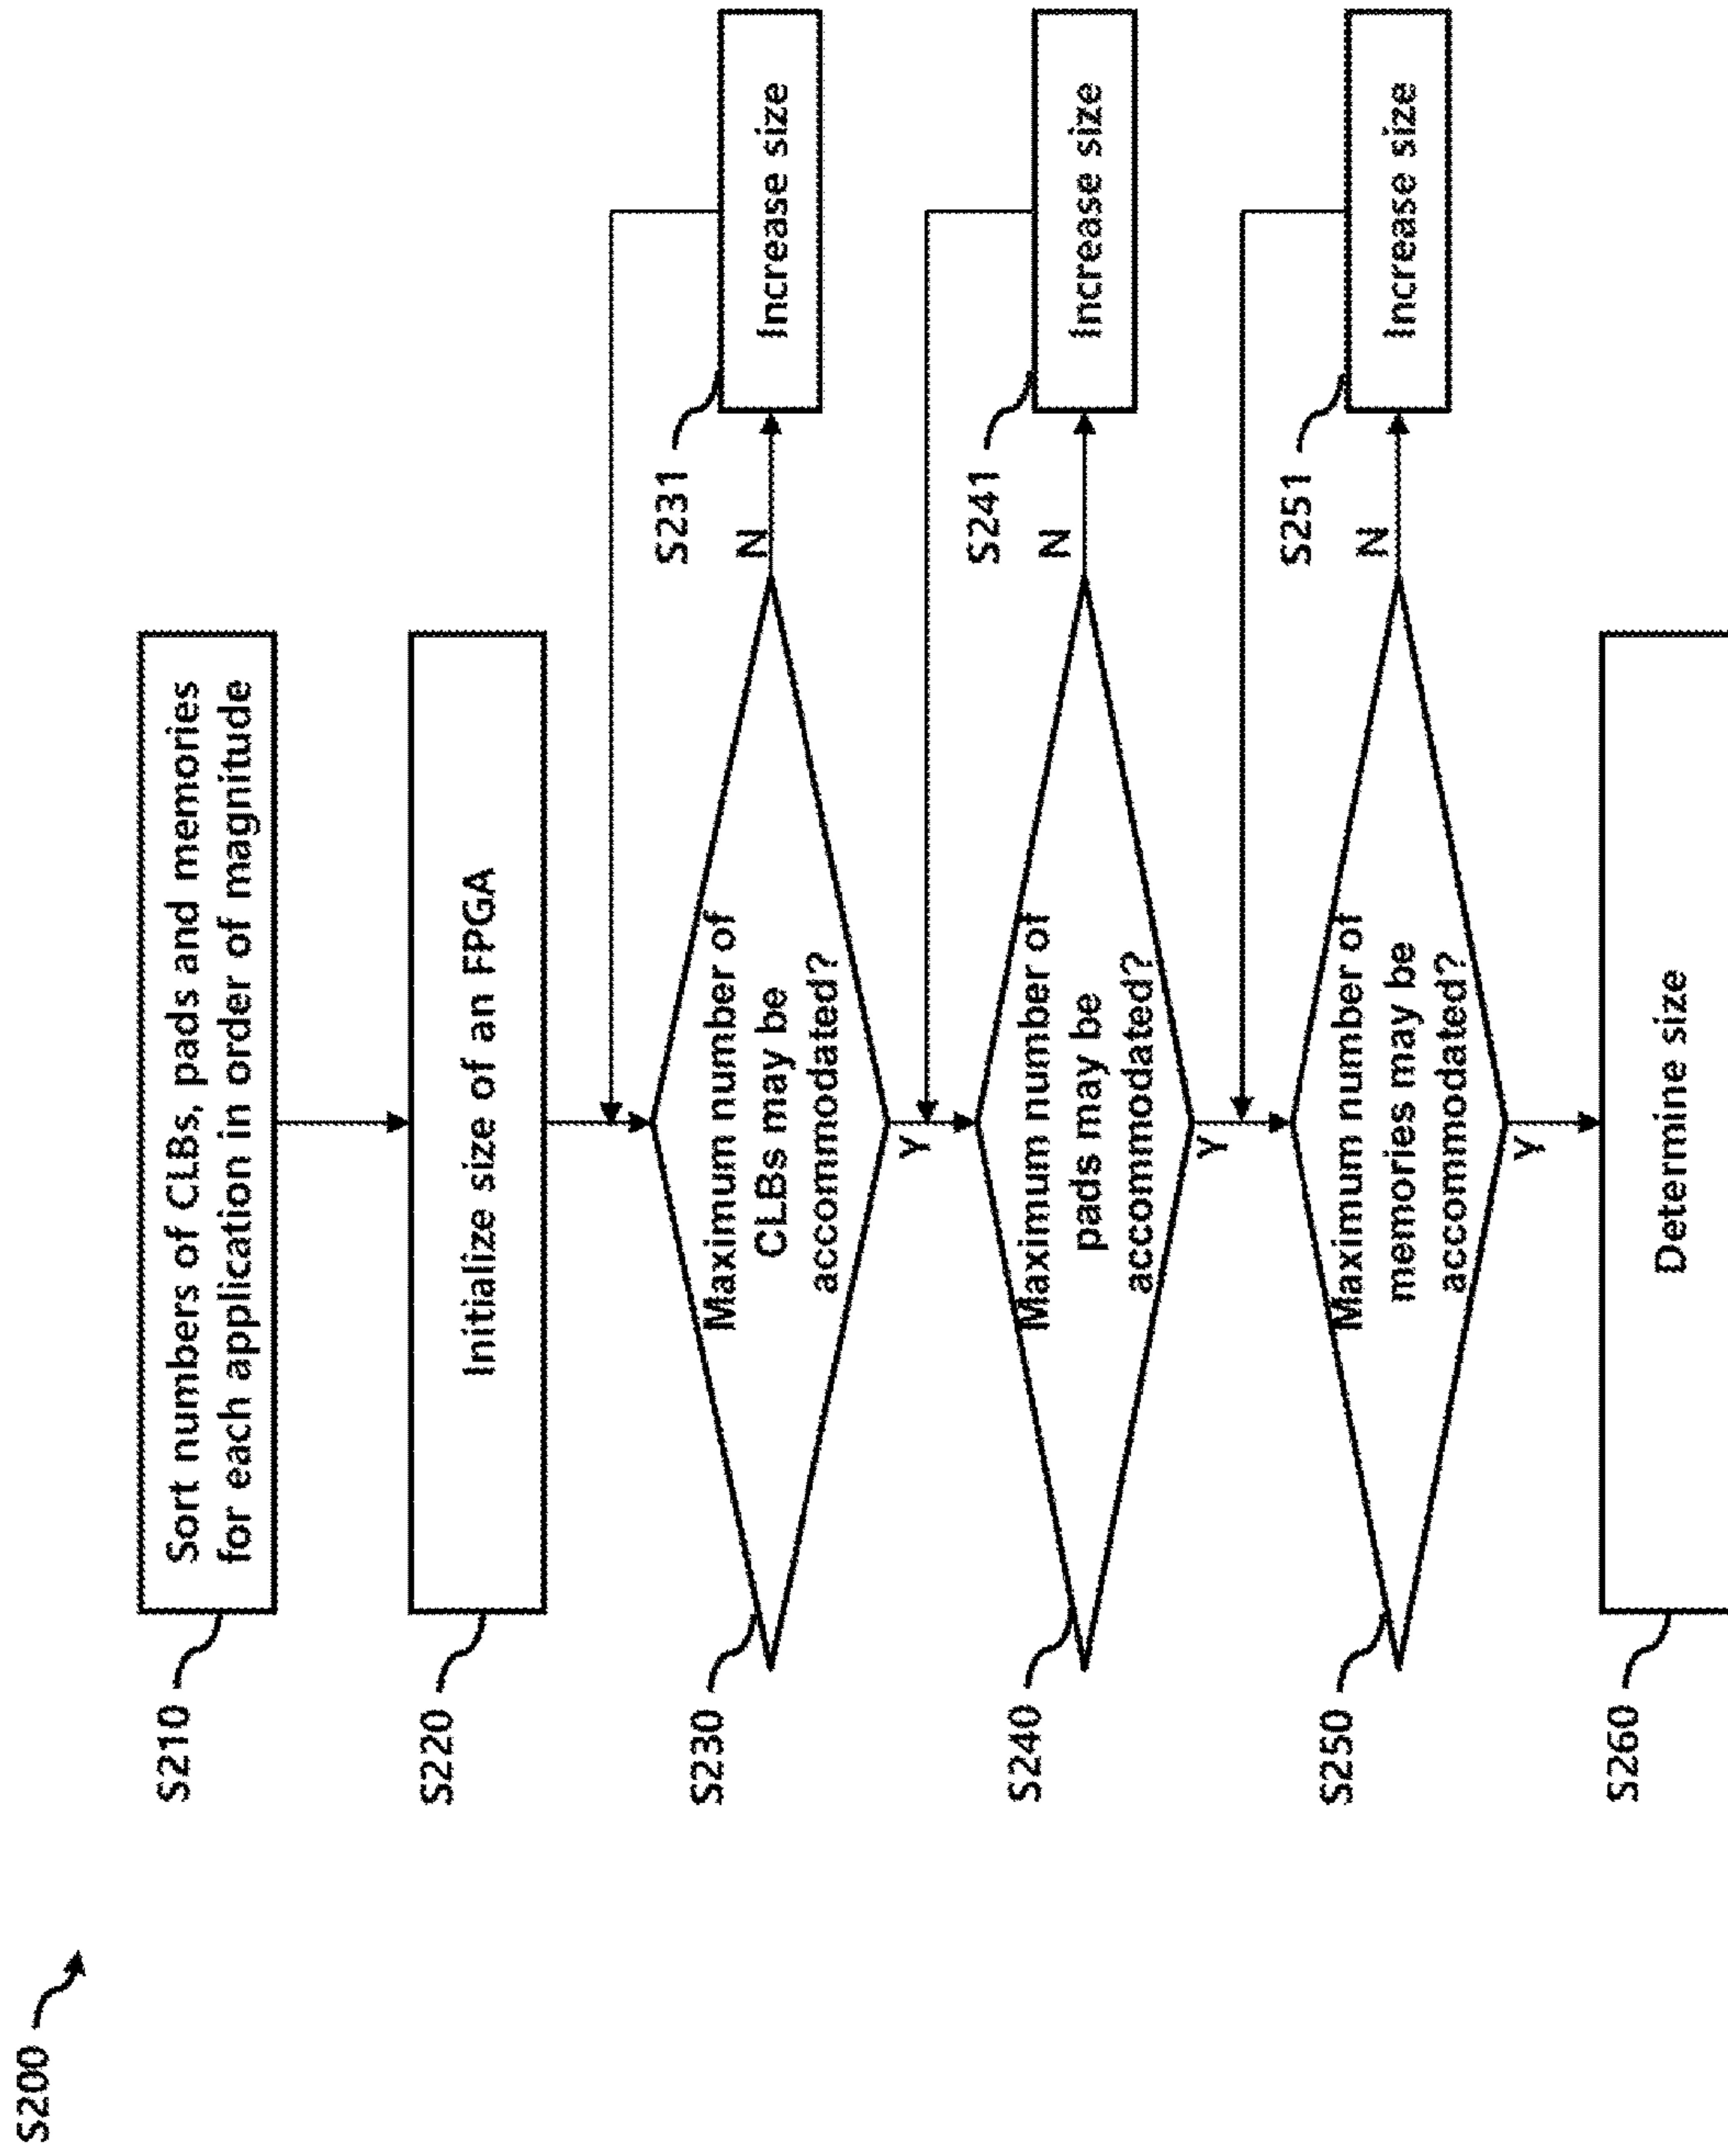 S200
S210
Sort numbers of CLBs, pads and memories
for each application in order of magnitude
S220
Initialize size of an FPGA
S230
Maximum number of
CLBs may be
accommodated?
N
S231
Increase size
Y
S240
Maximum number of
pads may be
accommodated?
N
S241
Increase size
Y
S250
Maximum number of
memories may be
accommodated?
N
S251
Increase size
Y
S260
Determine size